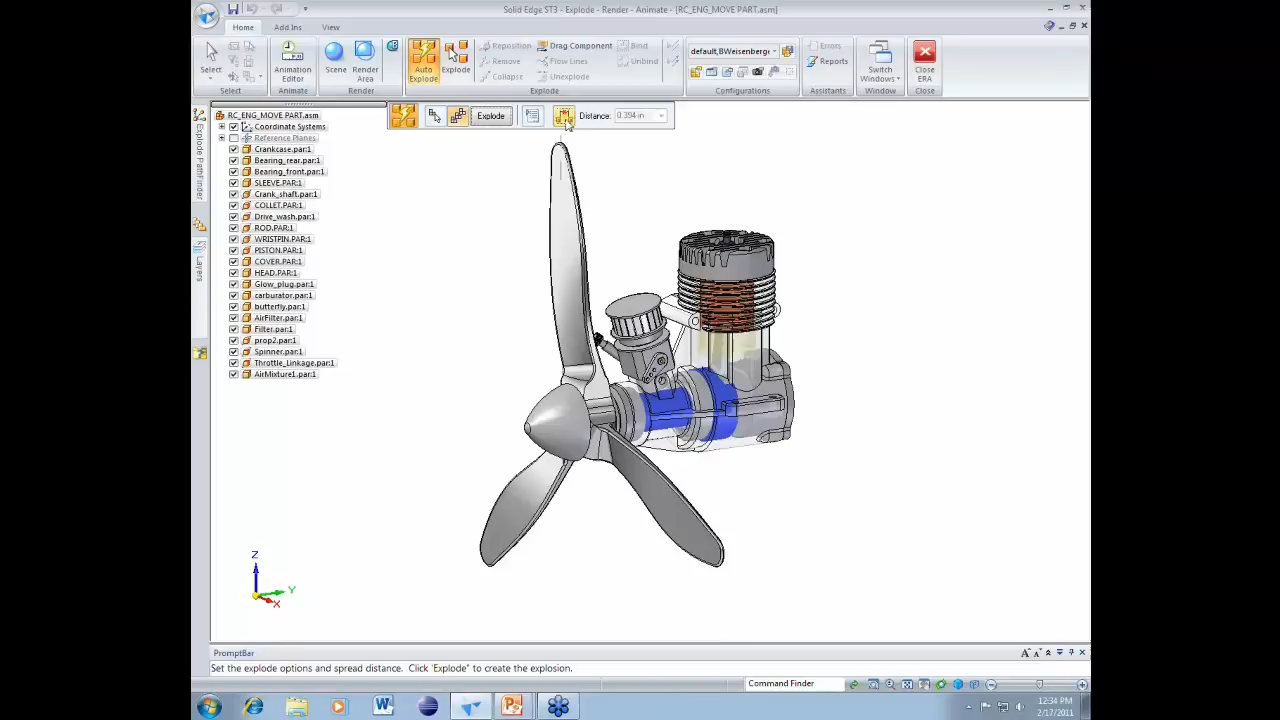 Solid Edge ST3 - Explode - Render - Animate - [RC_ENG_MOVE PART.asm]
Home Add Ins View
Select
Select
Animation Editor
Animate
Scene Render Area
Render
Auto Explode Explode
Reposition Drag Component Bind
Remove Flow Lines Unbind
Collapse Unexplode
Explode
default,BWeisenberge
Configurations
Errors
Reports
Assistants
Switch Windows
Window
Close ERA
Close
Explode Distance: 0.394 in
Explode PathFinder
Layers
RC_ENG_MOVE PART.asm
Coordinate Systems
Reference Planes
Crankcase.par:1
Bearing_rear.par:1
Bearing_front.par:1
SLEEVE.PAR:1
Crank_shaft.par:1
COLLET.PAR:1
Drive_wash.par:1
ROD.PAR:1
WRISTPIN.PAR:1
PISTON.PAR:1
COVER.PAR:1
HEAD.PAR:1
Glow_plug.par:1
carburator.par:1
butterfly.par:1
AirFilter.par:1
Filter.par:1
prop2.par:1
Spinner.par:1
Throttle_Linkage.par:1
AirMixture1.par:1
Z
Y
X
PromptBar
Set the explode options and spread distance. Click 'Explode" to create the explosion.
Command Finder
12:34 PM
2/17/2011